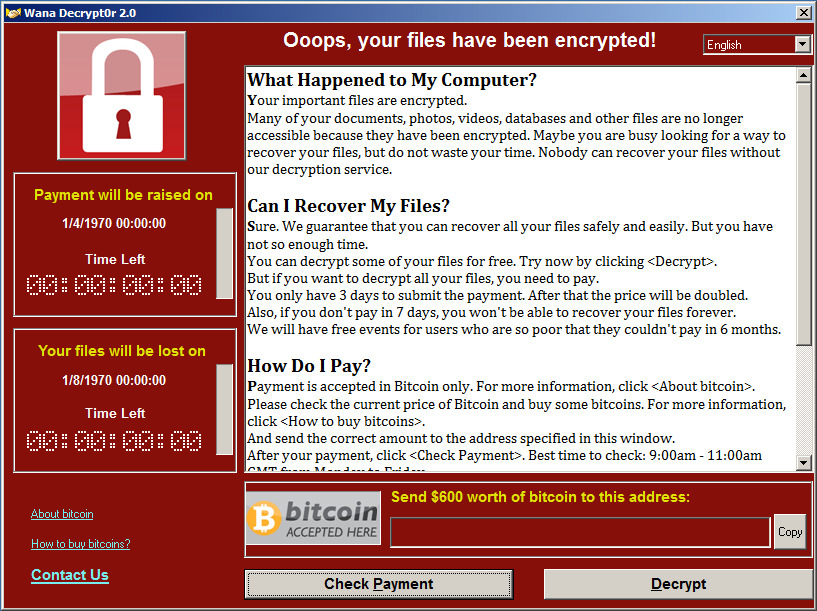 Wana Decrypt0r 2.0
Ooops, your files have been encrypted!
English
Payment will be raised on
1/4/1970 00:00:00
Time Left
00:00:00:00
Your files will be lost on
1/8/1970 00:00:00
Time Left
00:00:00:00
About bitcoin
How to buy bitcoins?
Contact Us
What Happened to My Computer?
Your important files are encrypted.
Many of your documents, photos, videos, databases and other files are no longer
accessible because they have been encrypted. Maybe you are busy looking for a way to
recover your files, but do not waste your time. Nobody can recover your files without
our decryption service.
Can I Recover My Files?
Sure. We guarantee that you can recover all your files safely and easily. But you have
not so enough time.
You can decrypt some of your files for free. Try now by clicking <Decrypt>.
But if you want to decrypt all your files, you need to pay.
You only have 3 days to submit the payment. After that the price will be doubled.
Also, if you don't pay in 7 days, you won't be able to recover your files forever.
We will have free events for users who are so poor that they couldn't pay in 6 months.
How Do I Pay?
Payment is accepted in Bitcoin only. For more information, click <About bitcoin>.
Please check the current price of Bitcoin and buy some bitcoins. For more information,
click <How to buy bitcoins>.
And send the correct amount to the address specified in this window.
After your payment, click <Check Payment>. Best time to check: 9:00am - 11:00am
GMT from Monday to Friday.
bitcoin
ACCEPTED HERE
Send $600 worth of bitcoin to this address:
Copy
Check Payment
Decrypt